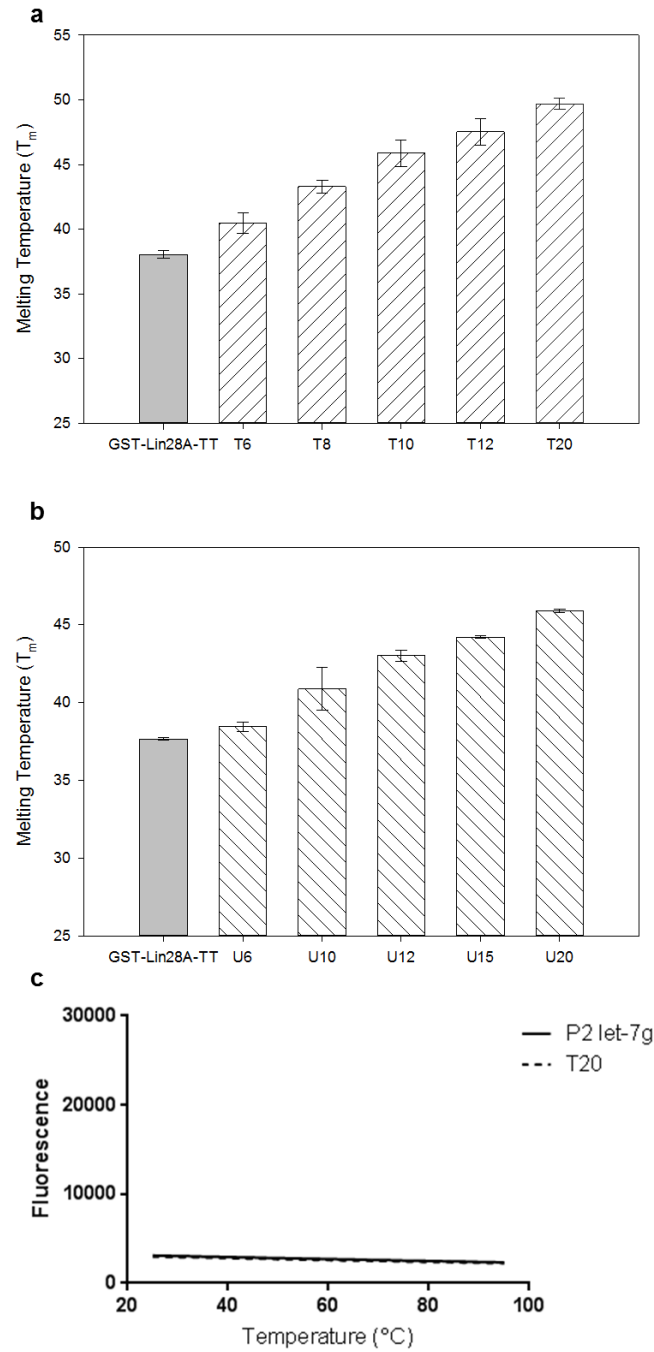 a
Melting Temperature (Tm)
55
50
45
40
35
30
25
GST-Lin28A-TT T6 T8 T10 T12 T20
b
Melting Temperature (Tm)
50
45
40
35
30
25
GST-Lin28A-TT U6 U10 U12 U15 U20
c
Fluorescence
30000
20000
10000
0
20 40 60 80 100
Temperature (°C)
P2 let-7g
T20